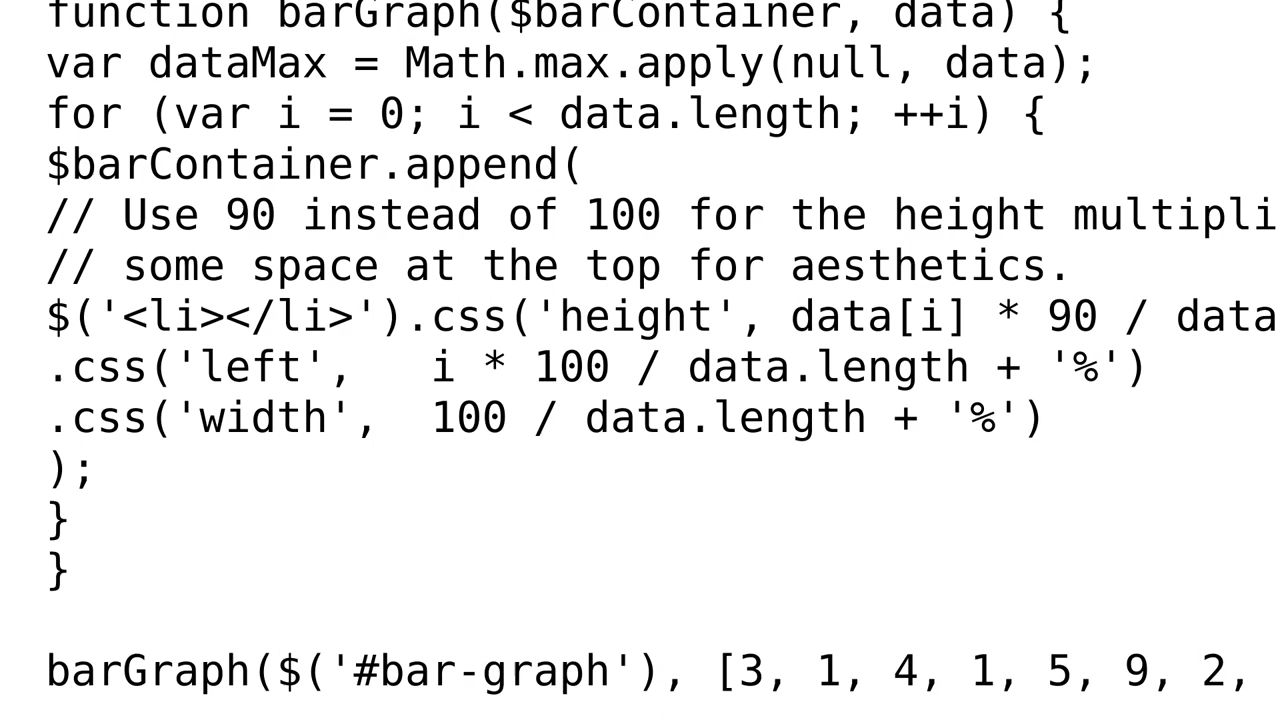 function barGraph($barContainer, data) {
var dataMax = Math.max.apply(null, data);
for (var i = 0; i < data.length; ++i) {
$barContainer.append(
// Use 90 instead of 100 for the height multipli
// some space at the top for aesthetics.
$('<li></li>').css('height', data[i] * 90 / data
.css('left',   i * 100 / data.length + '%')
.css('width',  100 / data.length + '%')
);
}
}
barGraph($('#bar-graph'), [3, 1, 4, 1, 5, 9, 2,